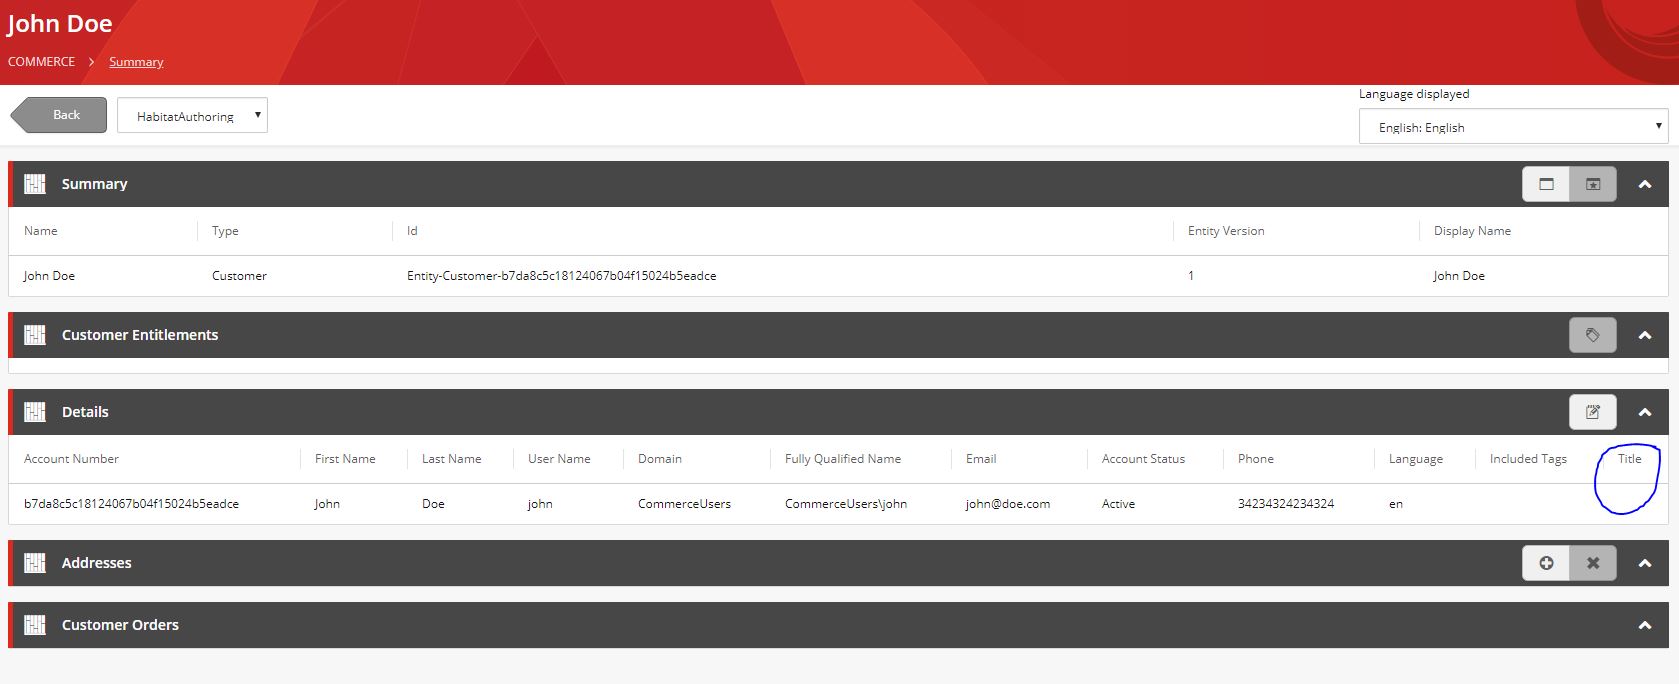 John Doe
COMMERCE > Summary
Language displayed
Back HabitatAuthoring English: English
Summary
Name Type Id Entity Version Display Name
John Doe Customer Entity-Customer-b7da8c5c18124067b04f15024b5eadce 1 John Doe
Customer Entitlements
Details
Account Number First Name Last Name User Name Domain Fully Qualified Name Email Account Status Phone Language Included Tags Title
b7da8c5c18124067b04f15024b5eadce John Doe john CommerceUsers CommerceUsers\john john@doe.com Active 34234324234324 en
Addresses
Customer Orders